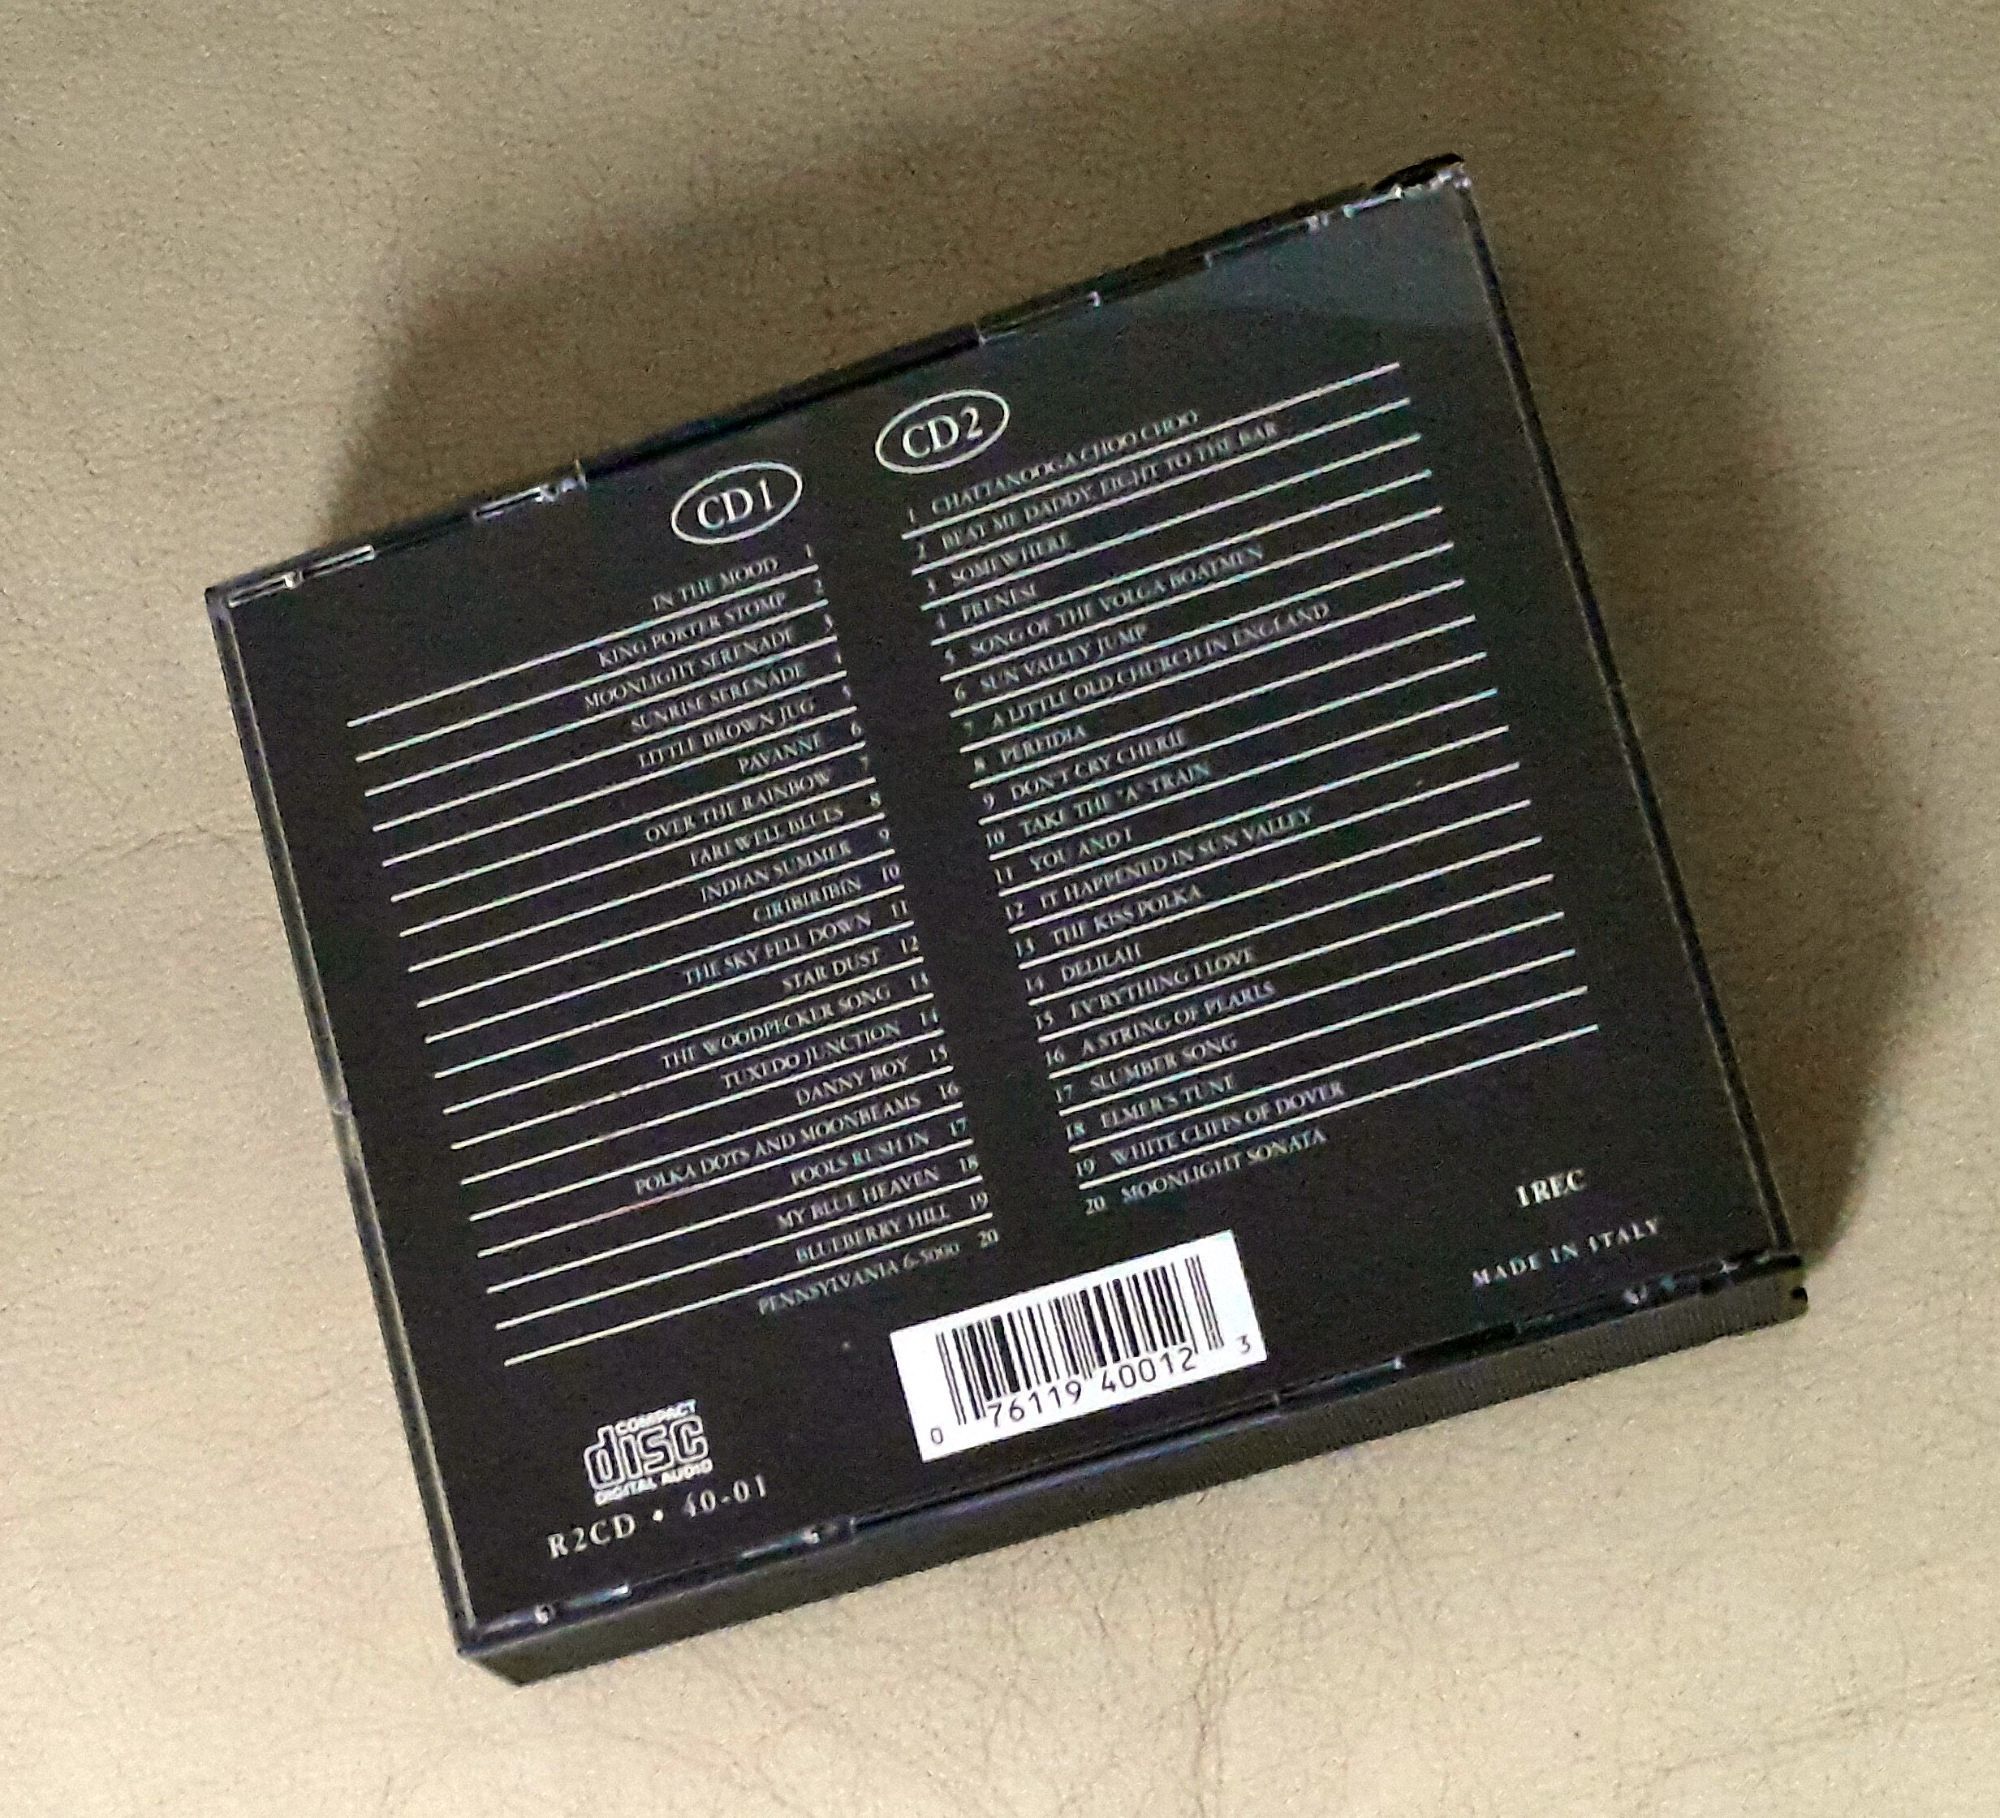 CD1
IN THE MOOD 1
KING PORTER STOMP 2
MOONLIGHT SERENADE 3
SUNRISE SERENADE 4
LITTLE BROWN JUG 5
PAVANNE 6
OVER THE RAINBOW 7
FAREWELL BLUES 8
INDIAN SUMMER 9
CIRIBIRIBIN 10
THE SKY FELL DOWN 11
STAR DUST 12
THE WOODPECKER SONG 13
TUXEDO JUNCTION 14
DANNY BOY 15
POLKA DOTS AND MOONBEAMS 16
FOOLS RUSH IN 17
MY BLUE HEAVEN 18
BLUEBERRY HILL 19
PENNSYLVANIA 6-5000 20
CD2
1 CHATTANOOGA CHOO CHOO
2 BEAT ME DADDY, EIGHT TO THE BAR
3 SOMEWHERE
4 FRENESI
5 SONG OF THE VOLGA BOATMEN
6 SUN VALLEY JUMP
7 A LITTLE OLD CHURCH IN ENGLAND
8 PERFIDIA
9 DON'T CRY CHERIE
10 TAKE THE "A" TRAIN
11 YOU AND I
12 IT HAPPENED IN SUN VALLEY
13 THE KISS POLKA
14 DELILAH
15 EV'RYTHING I LOVE
16 A STRING OF PEARLS
17 SLUMBER SONG
18 ELMER'S TUNE
19 WHITE CLIFFS OF DOVER
20 MOONLIGHT SONATA
COMPACT
disc
DIGITAL AUDIO
R2CD • 40-01
0 76119 40012 3
IREC
MADE IN ITALY